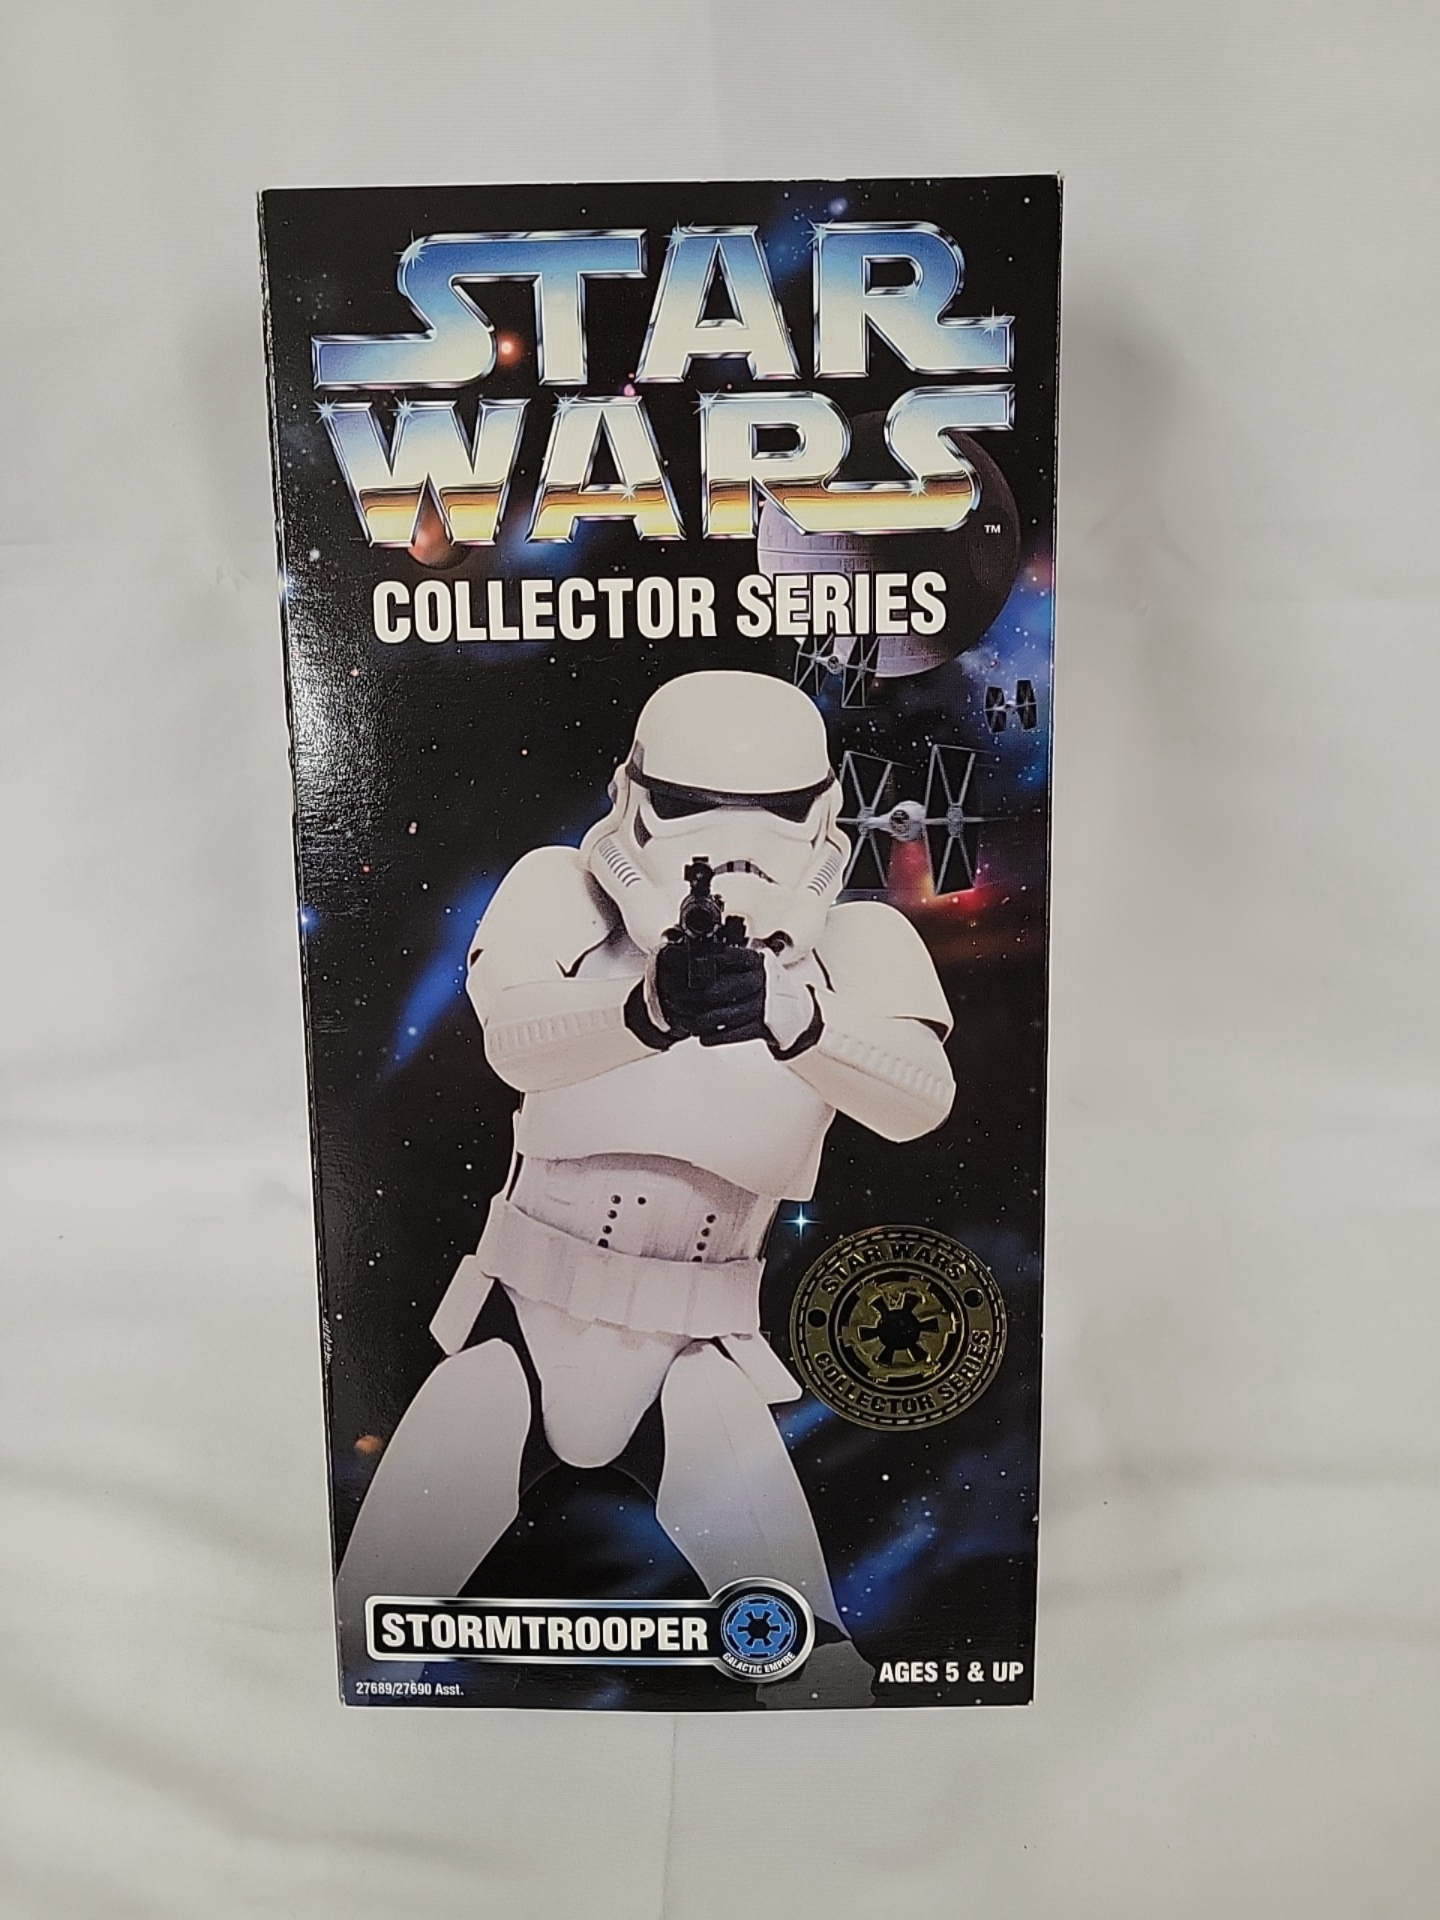 STAR
WARS
TM
COLLECTOR SERIES
STAR WARS
COLLECTOR SERIES
STORMTROOPER
GALACTIC EMPIRE
AGES 5 & UP
27689/27690 Asst.